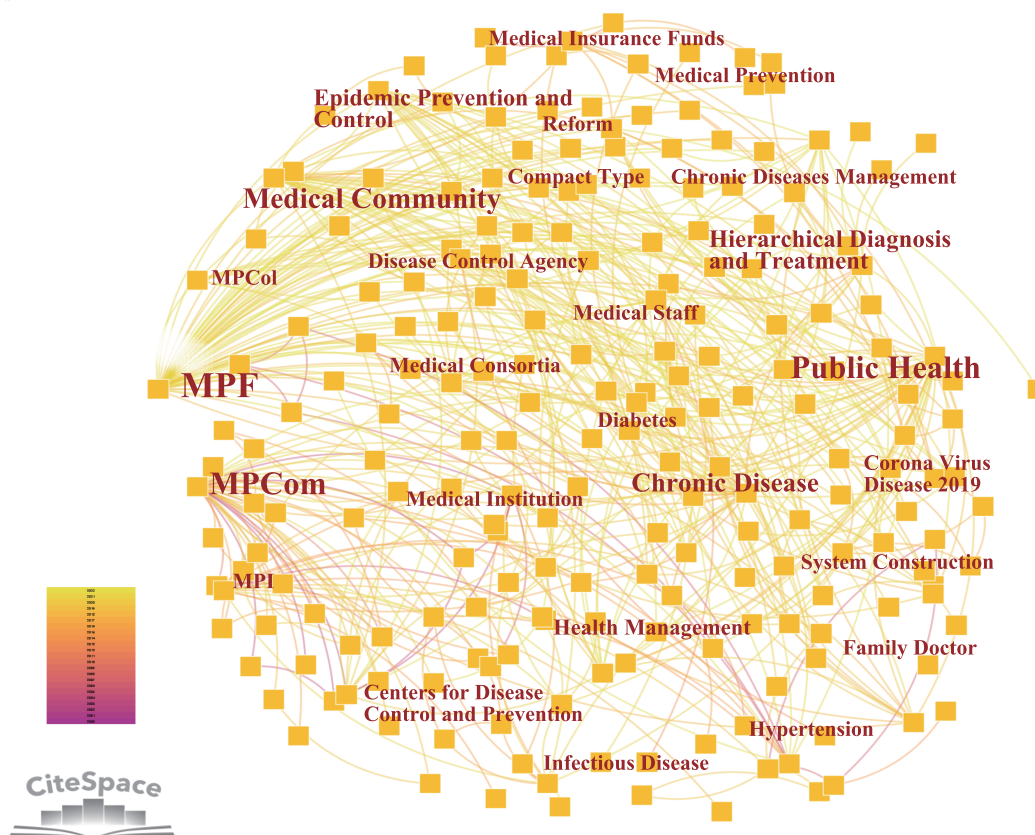 Medical Insurance Funds
Medical Prevention
Epidemic Prevention and
Control
Reform
Compact Type
Chronic Diseases Management
Medical Community
Hierarchical Diagnosis
and Treatment
Disease Control Agency
MPCol
Medical Staff
Medical Consortia
Public Health
MPF
Diabetes
Corona Virus
Disease 2019
MPCom
Chronic Disease
Medical Institution
System Construction
MPI
Health Management
Family Doctor
Centers for Disease
Control and Prevention
Hypertension
Infectious Disease
CiteSpace